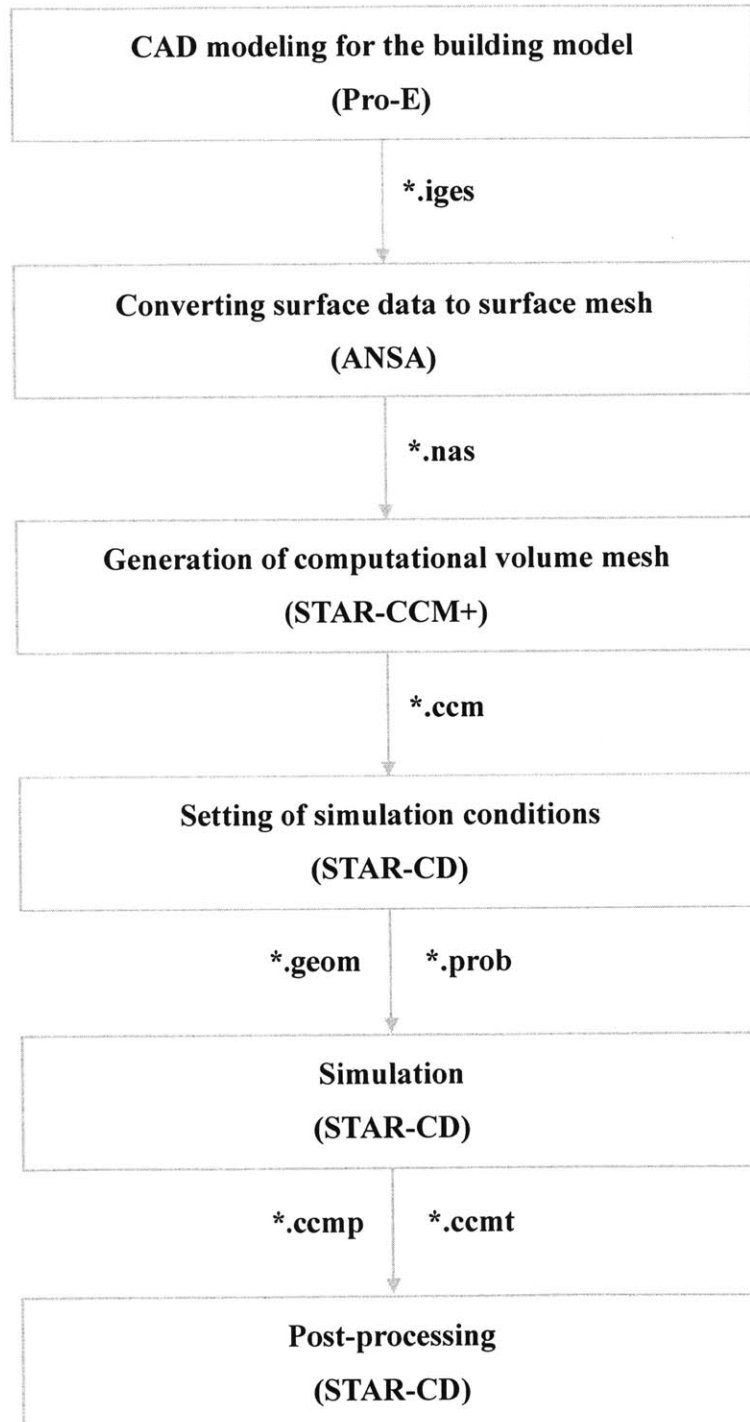 CAD modeling for the building model
(Pro-E)
*.iges
Converting surface data to surface mesh
(ANSA)
*.nas
Generation of computational volume mesh
(STAR-CCM+)
*.ccm
Setting of simulation conditions
(STAR-CD)
*.geom *.prob
Simulation
(STAR-CD)
*.ccmp *.ccmt
Post-processing
(STAR-CD)